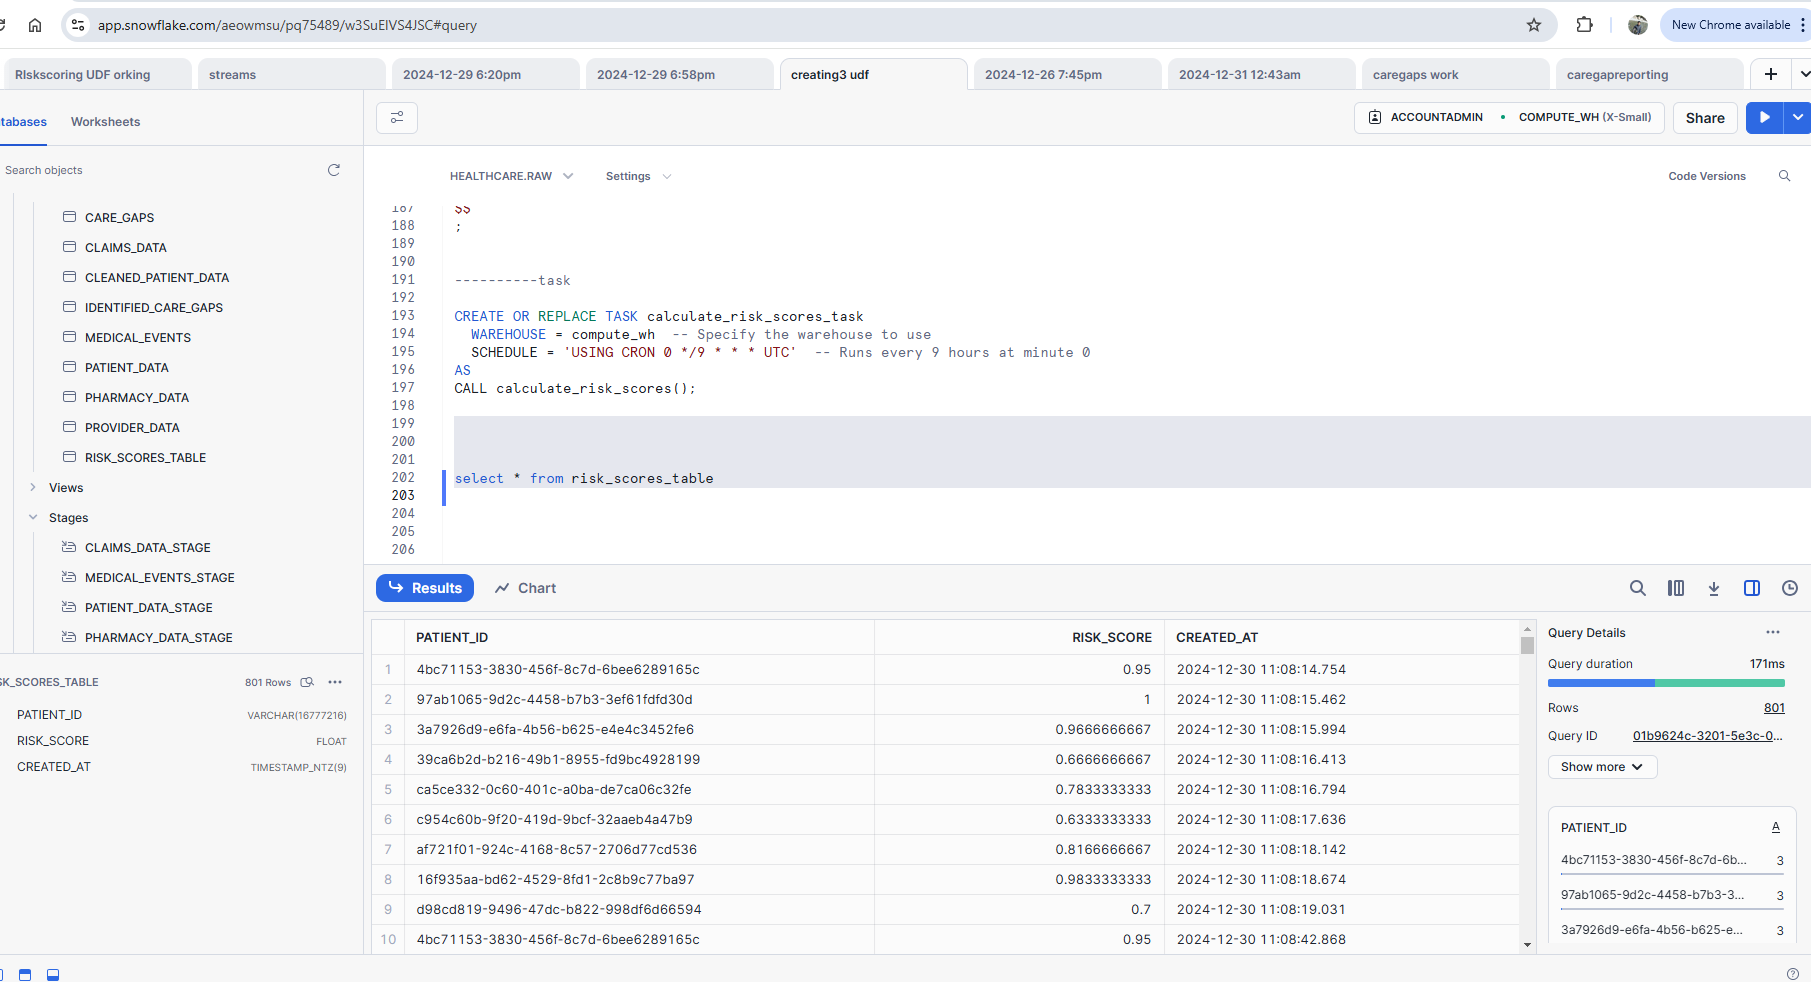 app.snowflake.com/aeowmsu/pq75489/w3SuEIVS4JSC#query
New Chrome available
RIskscoring UDF orking
streams
2024-12-29 6:20pm
2024-12-29 6:58pm
creating3 udf
2024-12-26 7:45pm
2024-12-31 12:43am
caregaps work
caregapreporting
tabases
Worksheets
ACCOUNTADMIN
COMPUTE_WH (X-Small)
Share
Search objects
HEALTHCARE.RAW
Settings
Code Versions
CARE_GAPS
CLAIMS_DATA
CLEANED_PATIENT_DATA
IDENTIFIED_CARE_GAPS
MEDICAL_EVENTS
PATIENT_DATA
PHARMACY_DATA
PROVIDER_DATA
RISK_SCORES_TABLE
Views
Stages
CLAIMS_DATA_STAGE
MEDICAL_EVENTS_STAGE
PATIENT_DATA_STAGE
PHARMACY_DATA_STAGE
187 $$
188 ;
189
190
191 ----------task
192
193 CREATE OR REPLACE TASK calculate_risk_scores_task
194 WAREHOUSE = compute_wh -- Specify the warehouse to use
195 SCHEDULE = 'USING CRON 0 */9 * * * UTC' -- Runs every 9 hours at minute 0
196 AS
197 CALL calculate_risk_scores();
198
199
200
201
202 select * from risk_scores_table
203
204
205
206
SK_SCORES_TABLE 801 Rows
PATIENT_ID VARCHAR(16777216)
RISK_SCORE FLOAT
CREATED_AT TIMESTAMP_NTZ(9)
Results
Chart
PATIENT_ID RISK_SCORE CREATED_AT
1 4bc71153-3830-456f-8c7d-6bee6289165c 0.95 2024-12-30 11:08:14.754
2 97ab1065-9d2c-4458-b7b3-3ef61fdfd30d 1 2024-12-30 11:08:15.462
3 3a7926d9-e6fa-4b56-b625-e4e4c3452fe6 0.9666666667 2024-12-30 11:08:15.994
4 39ca6b2d-b216-49b1-8955-fd9bc4928199 0.6666666667 2024-12-30 11:08:16.413
5 ca5ce332-0c60-401c-a0ba-de7ca06c32fe 0.7833333333 2024-12-30 11:08:16.794
6 c954c60b-9f20-419d-9bcf-32aaeb4a47b9 0.6333333333 2024-12-30 11:08:17.636
7 af721f01-924c-4168-8c57-2706d77cd536 0.8166666667 2024-12-30 11:08:18.142
8 16f935aa-bd62-4529-8fd1-2c8b9c77ba97 0.9833333333 2024-12-30 11:08:18.674
9 d98cd819-9496-47dc-b822-998df6d66594 0.7 2024-12-30 11:08:19.031
10 4bc71153-3830-456f-8c7d-6bee6289165c 0.95 2024-12-30 11:08:42.868
Query Details
Query duration 171ms
Rows 801
Query ID 01b9624c-3201-5e3c-0...
Show more
PATIENT_ID A
4bc71153-3830-456f-8c7d-6b... 3
97ab1065-9d2c-4458-b7b3-3... 3
3a7926d9-e6fa-4b56-b625-e... 3